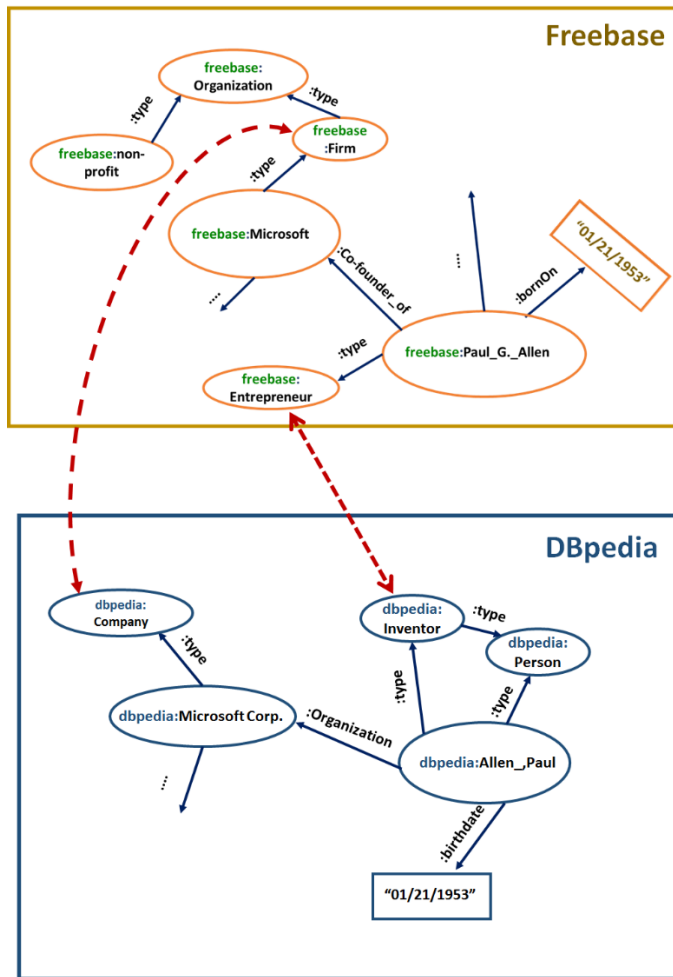 Freebase
freebase:
Organization
:type
:type
freebase
:Firm
freebase:non-
profit
:type
freebase:Microsoft
....
:Co-founder_of
....
:bornOn
"01/21/1953"
:type
freebase:Paul_G._Allen
freebase:
Entrepreneur
DBpedia
dbpedia:
Company
dbpedia:
Inventor
:type
dbpedia:
Person
:type
:type
:type
dbpedia:Microsoft Corp.
:Organization
dbpedia:Allen_,Paul
....
:birthdate
"01/21/1953"